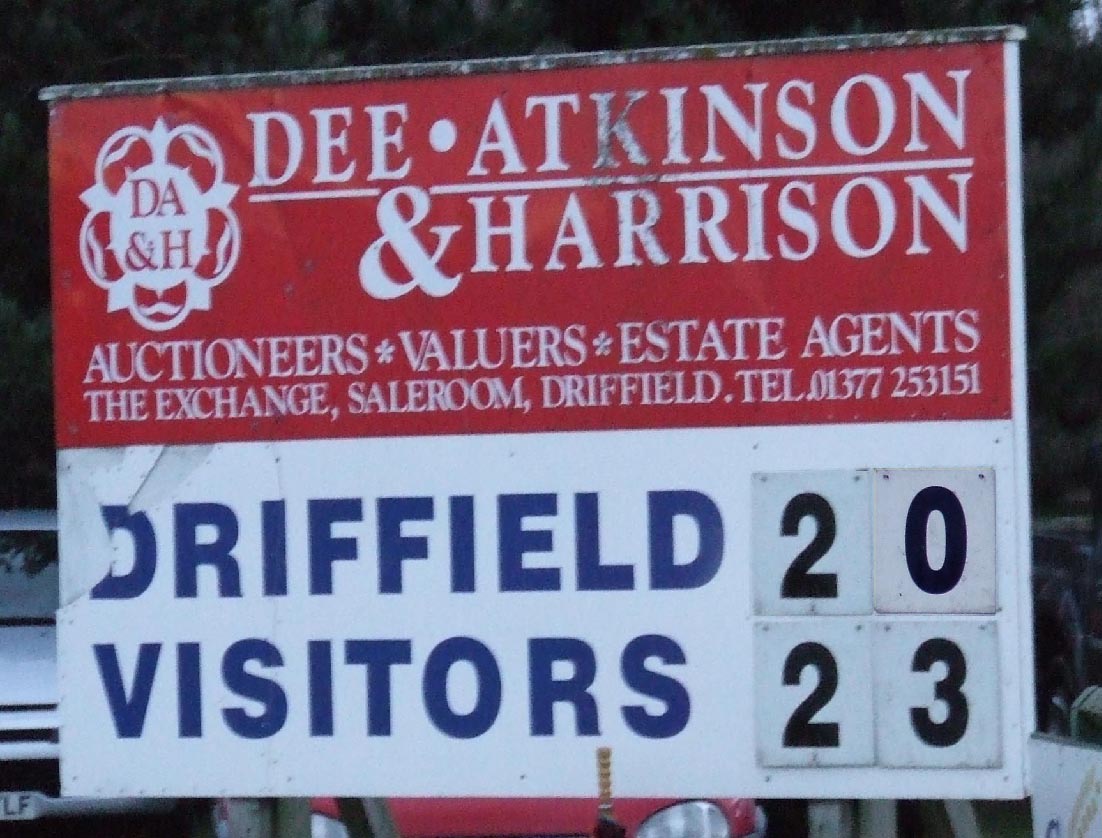 DEE • ATKINSON
& HARRISON
DA
&H
AUCTIONEERS * VALUERS * ESTATE AGENTS
THE EXCHANGE, SALEROOM, DRIFFIELD. TEL.01377 253151
DRIFFIELD 20
VISITORS 23